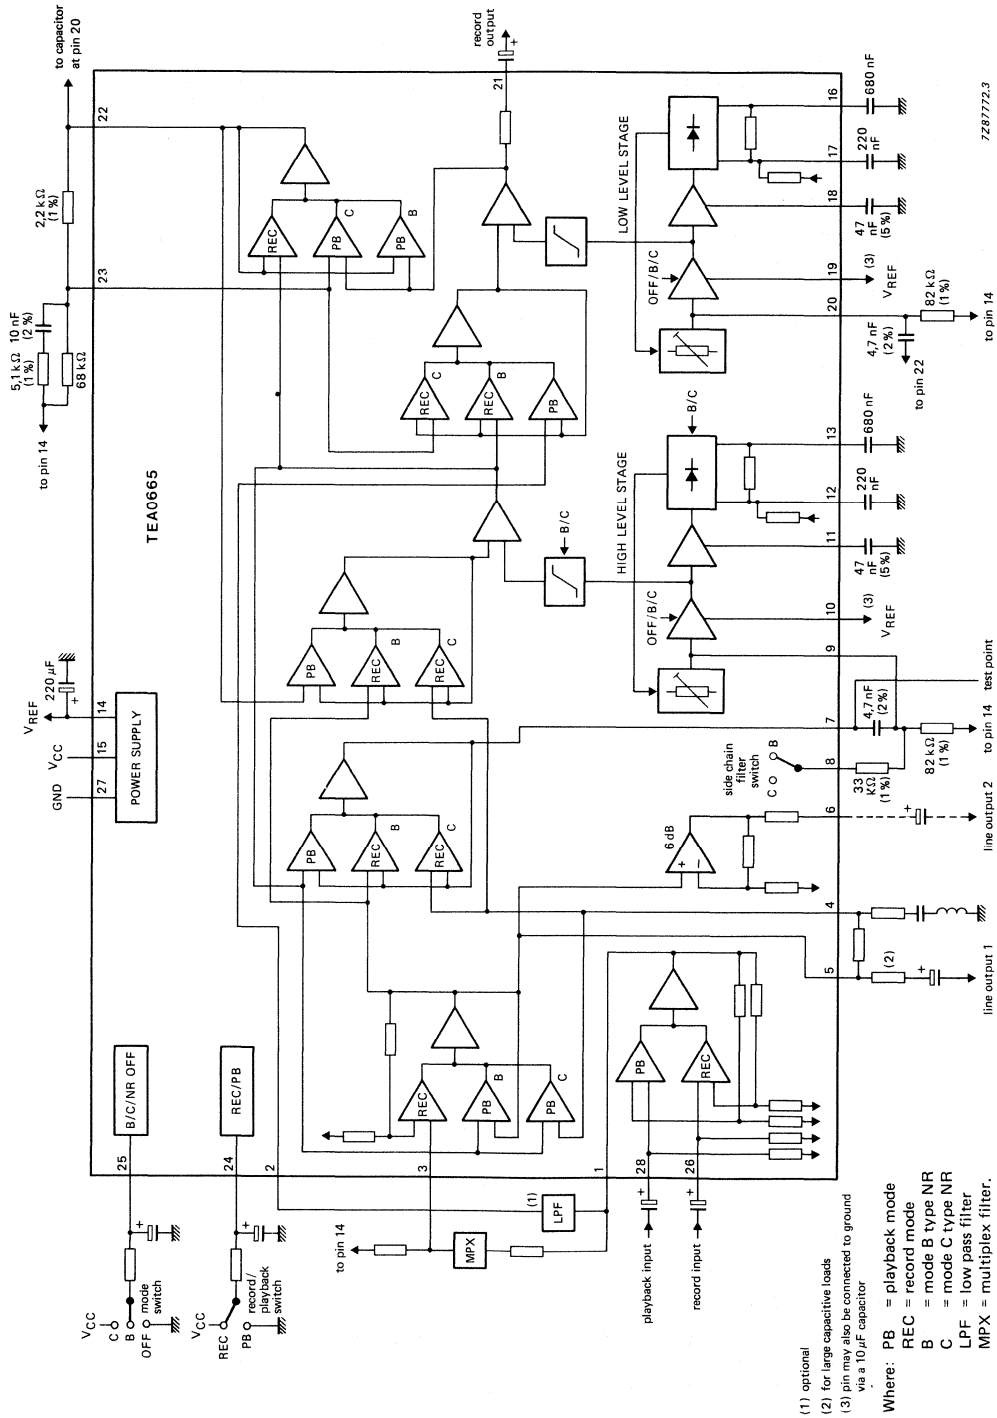 to capacitor
at pin 20
record
output
+
2,2 kΩ
(1%)
22
21
23
10 nF
(2%)
5,1 kΩ
(1%)
68 kΩ
to pin 14
TEA0665
REC
PB
C
PB
B
REC
C
REC
B
PB
LOW LEVEL STAGE
OFF/B/C
16
680 nF
17
220
nF
18
47
nF
(5%)
19
VREF
(3)
20
82 kΩ
(1%)
to pin 14
4,7 nF
(2%)
to pin 22
7Z87772.3
220 µF
+
VREF
14
VCC
15
GND
27
POWER SUPPLY
PB
REC
B
REC
C
B/C
HIGH LEVEL STAGE
OFF/B/C
B/C
13
680 nF
12
220
nF
11
47
nF
(5%)
10
VREF
(3)
9
test point
7
4,7 nF
(2%)
to pin 14
82 kΩ
(1%)
8
33
KΩ
(1%)
side chain
filter
switch
C
B
PB
REC
B
REC
C
6 dB
+
−
6
+
line output 2
4
5
(2)
+
line output 1
B/C/NR OFF
25
REC/PB
24
2
3
1
28
26
REC
PB
B
PB
C
PB
REC
VCC
C
B
OFF
mode
switch
+
VCC
REC
PB
record/
playback
switch
+
to pin 14
MPX
(1)
LPF
playback input
+
record input
+
(1) optional
(2) for large capacitive loads
(3) pin may also be connected to ground
via a 10 µF capacitor
Where: PB = playback mode
REC = record mode
B = mode B type NR
C = mode C type NR
LPF = low pass filter
MPX = multiplex filter.